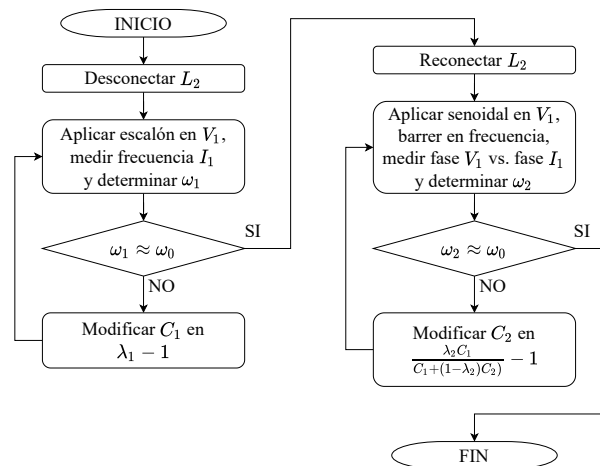 INICIO
Desconectar L₂
Aplicar escalón en V₁,
medir frecuencia I₁
y determinar ω₁
ω₁ ≈ ω₀
SI
NO
Modificar C₁ en
λ₁ − 1
Reconectar L₂
Aplicar senoidal en V₁,
barrer en frecuencia,
medir fase V₁ vs. fase I₁
y determinar ω₂
ω₂ ≈ ω₀
SI
NO
Modificar C₂ en
λ₂C₁/C₁+(1−λ₂)C₂) − 1
FIN